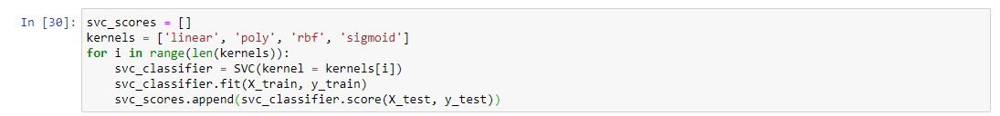 In [30]: svc_scores = []
kernels = ['linear', 'poly', 'rbf', 'sigmoid']
for i in range(len(kernels)):
    svc_classifier = SVC(kernel = kernels[i])
    svc_classifier.fit(X_train, y_train)
    svc_scores.append(svc_classifier.score(X_test, y_test))